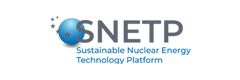 SNETP
Sustainable Nuclear Energy
Technology Platform